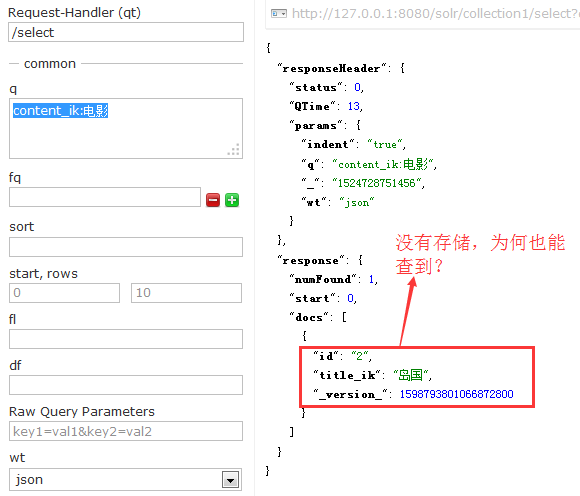 Request-Handler (qt)
/select
common
q
content_ik:电影
fq
sort
start, rows
0
10
fl
df
Raw Query Parameters
key1=val1&key2=val2
wt
json
http://127.0.0.1:8080/solr/collection1/select?
{
"responseHeader": {
"status": 0,
"QTime": 13,
"params": {
"indent": "true",
"q": "content_ik:电影",
"_": "1524728751456",
"wt": "json"
}
},
"response": {
"numFound": 1,
"start": 0,
"docs": [
{
"id": "2",
"title_ik": "岛国",
"_version_": 1598793801066872800
}
]
}
}
没有存储，为何也能
查到？